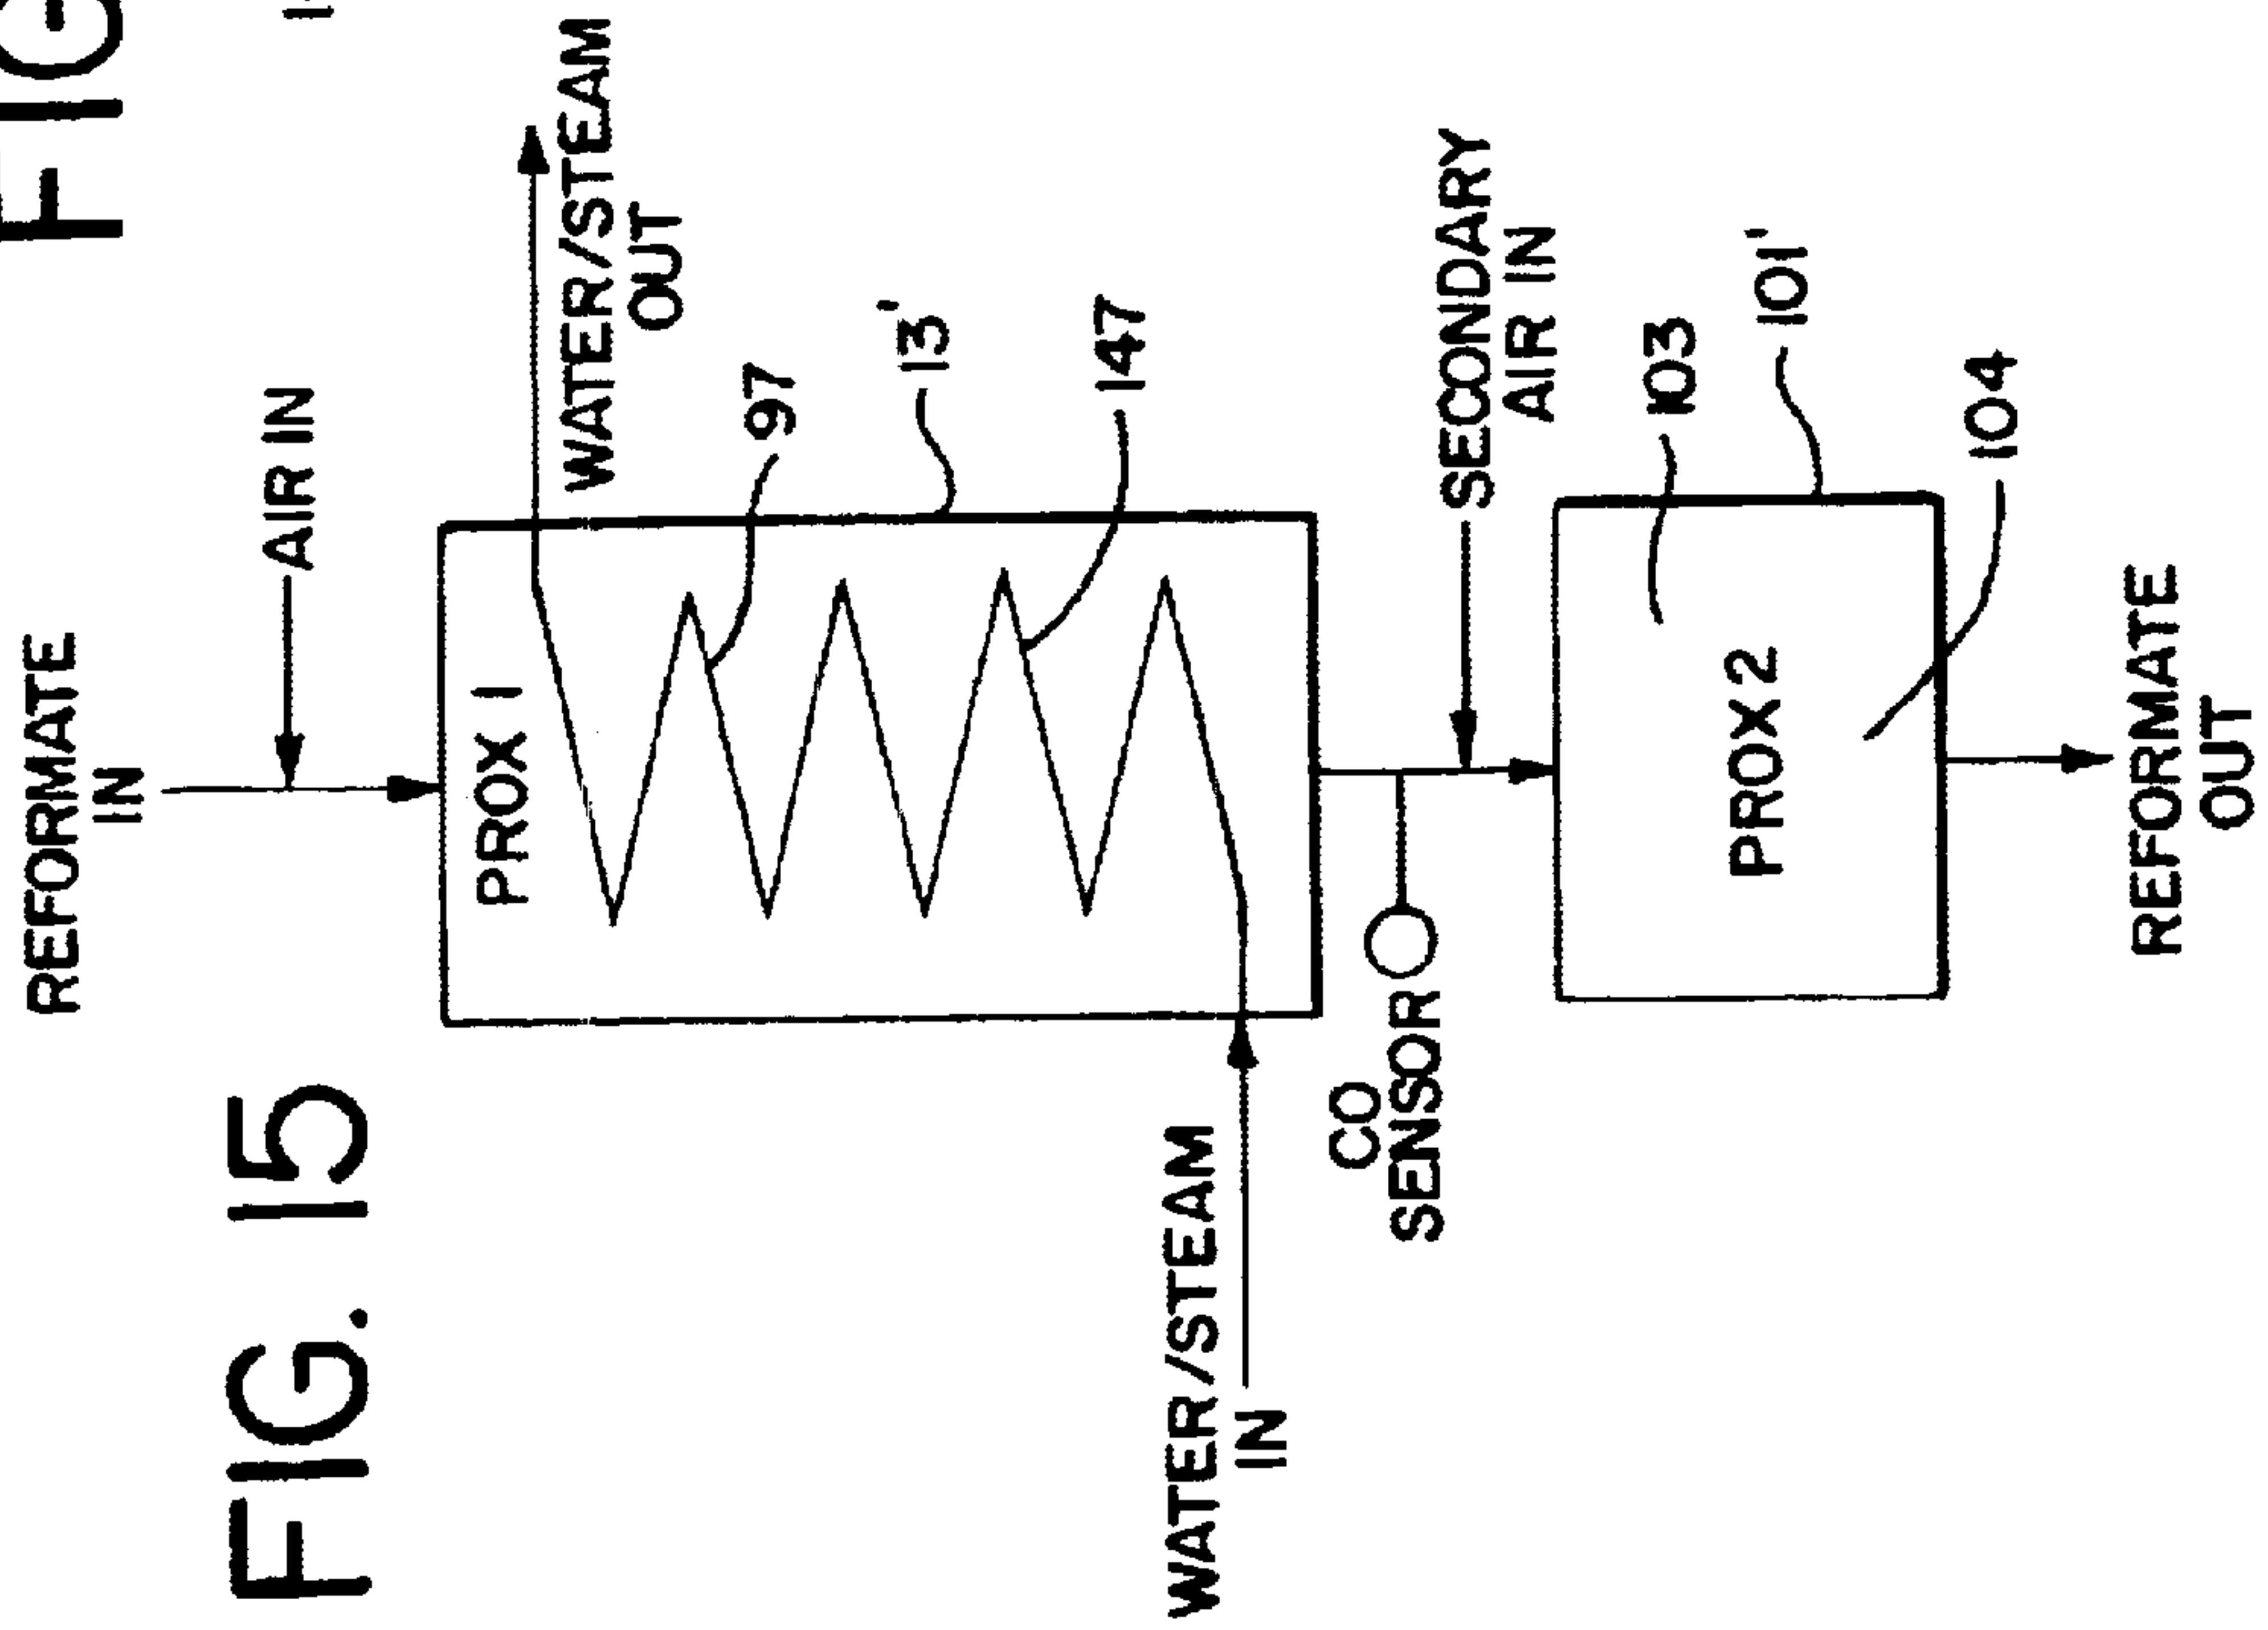 FIG. 15
REFORMATE
IN
AIR IN
PROX 1
WATER/STEAM
OUT
97
13'
147
WATER/STEAM
IN
CO
SENSOR
SECONDARY
AIR IN
PROX 2
103
101'
104
REFORMATE
OUT
FIG